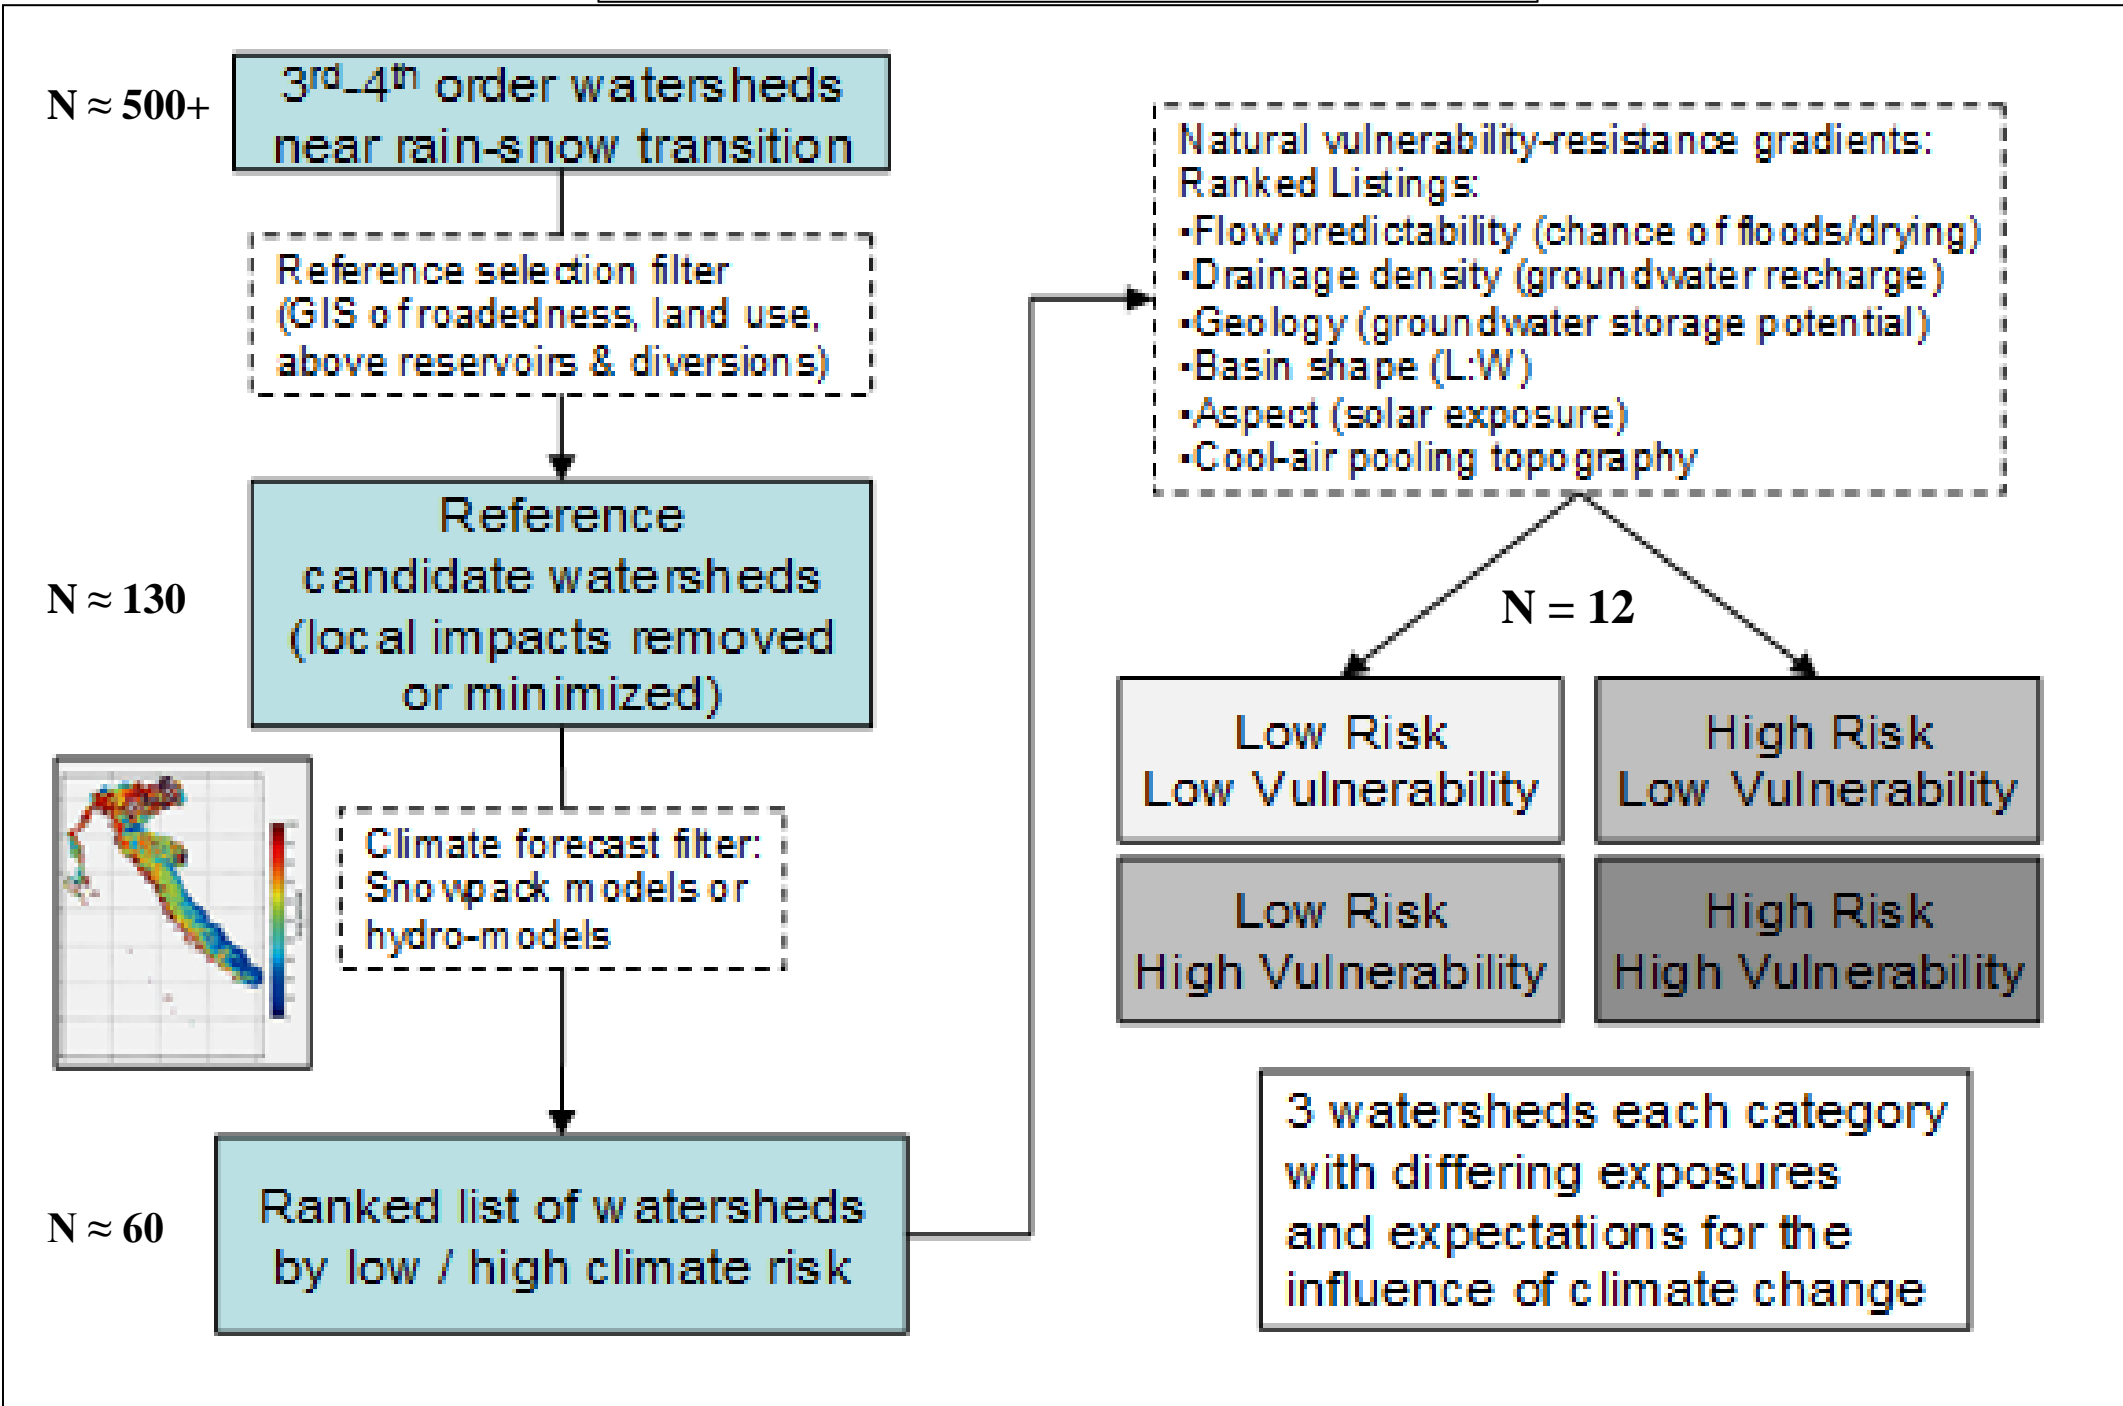 N ≈ 500+
3rd-4th order watersheds
near rain-snow transition
Reference selection filter
(GIS of roadedness, land use,
above reservoirs & diversions)
N ≈ 130
Reference
candidate watersheds
(local impacts removed
or minimized)
Climate forecast filter:
Snowpack models or
hydro-models
N ≈ 60
Ranked list of watersheds
by low / high climate risk
Natural vulnerability-resistance gradients:
Ranked Listings:
•Flow predictability (chance of floods/drying)
•Drainage density (groundwater recharge)
•Geology (groundwater storage potential)
•Basin shape (L:W)
•Aspect (solar exposure)
•Cool-air pooling topography
N = 12
Low Risk
Low Vulnerability
High Risk
Low Vulnerability
Low Risk
High Vulnerability
High Risk
High Vulnerability
3 watersheds each category
with differing exposures
and expectations for the
influence of climate change